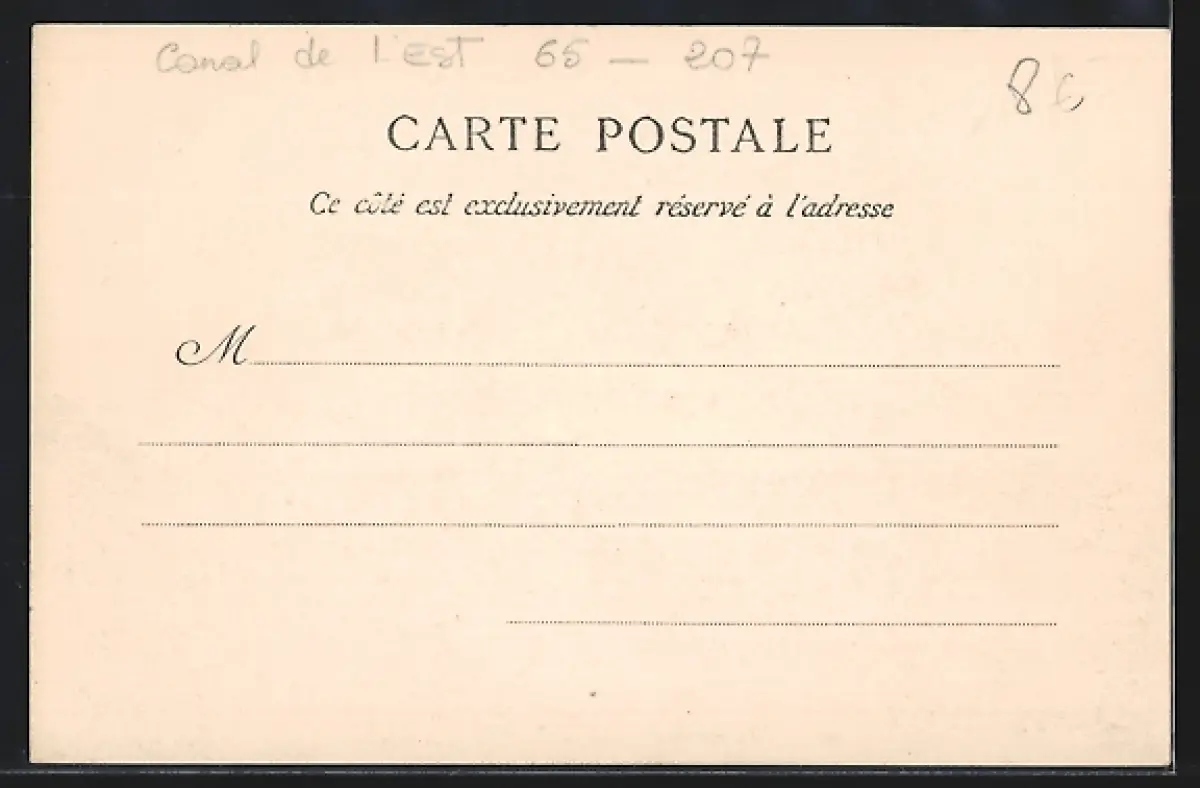 Canal de l'Est 65 — 207
8€
CARTE POSTALE
Ce côté est exclusivement réservé à l'adresse
M